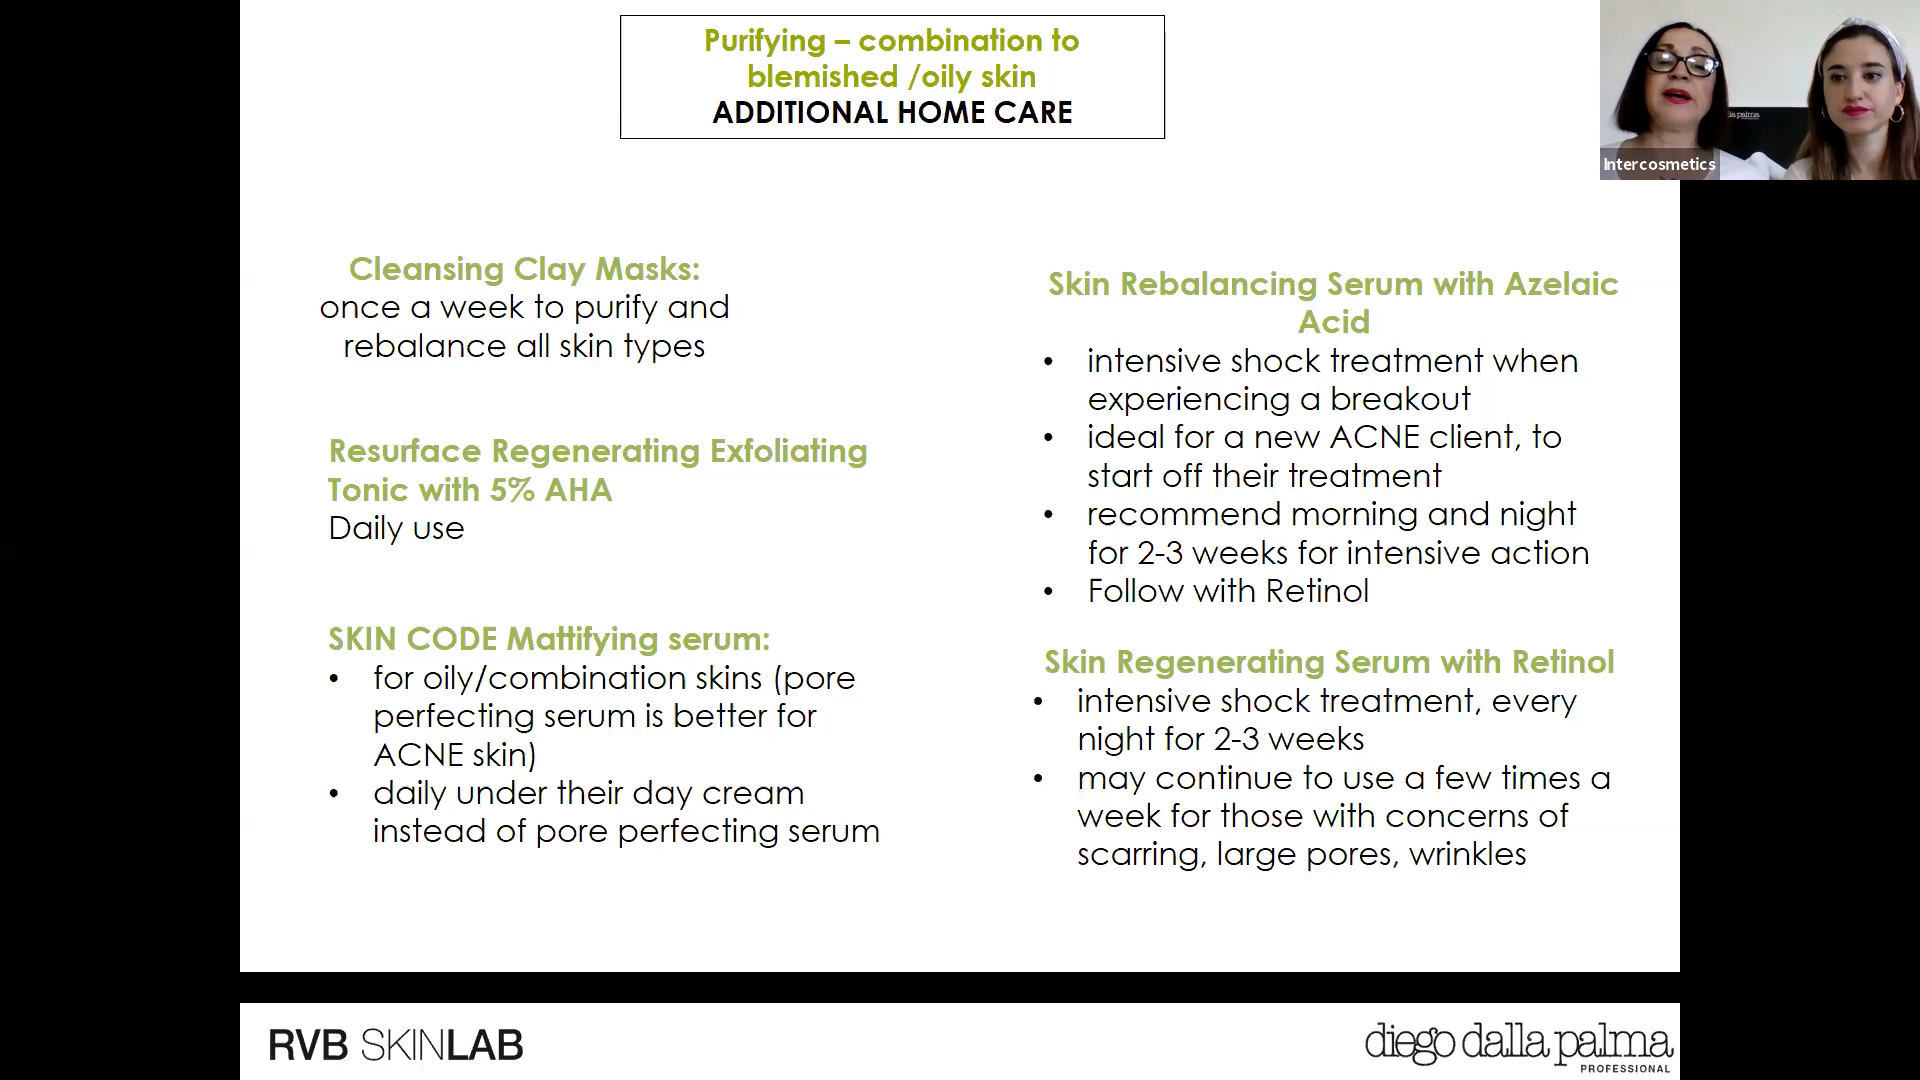 Purifying – combination to
blemished /oily skin
ADDITIONAL HOME CARE
la palma
Intercosmetics
Cleansing Clay Masks:
once a week to purify and
rebalance all skin types
Resurface Regenerating Exfoliating
Tonic with 5% AHA
Daily use
SKIN CODE Mattifying serum:
• for oily/combination skins (pore
perfecting serum is better for
ACNE skin)
• daily under their day cream
instead of pore perfecting serum
Skin Rebalancing Serum with Azelaic
Acid
• intensive shock treatment when
experiencing a breakout
• ideal for a new ACNE client, to
start off their treatment
• recommend morning and night
for 2-3 weeks for intensive action
• Follow with Retinol
Skin Regenerating Serum with Retinol
• intensive shock treatment, every
night for 2-3 weeks
• may continue to use a few times a
week for those with concerns of
scarring, large pores, wrinkles
RVB SKINLAB
diego dalla palma
PROFESSIONAL